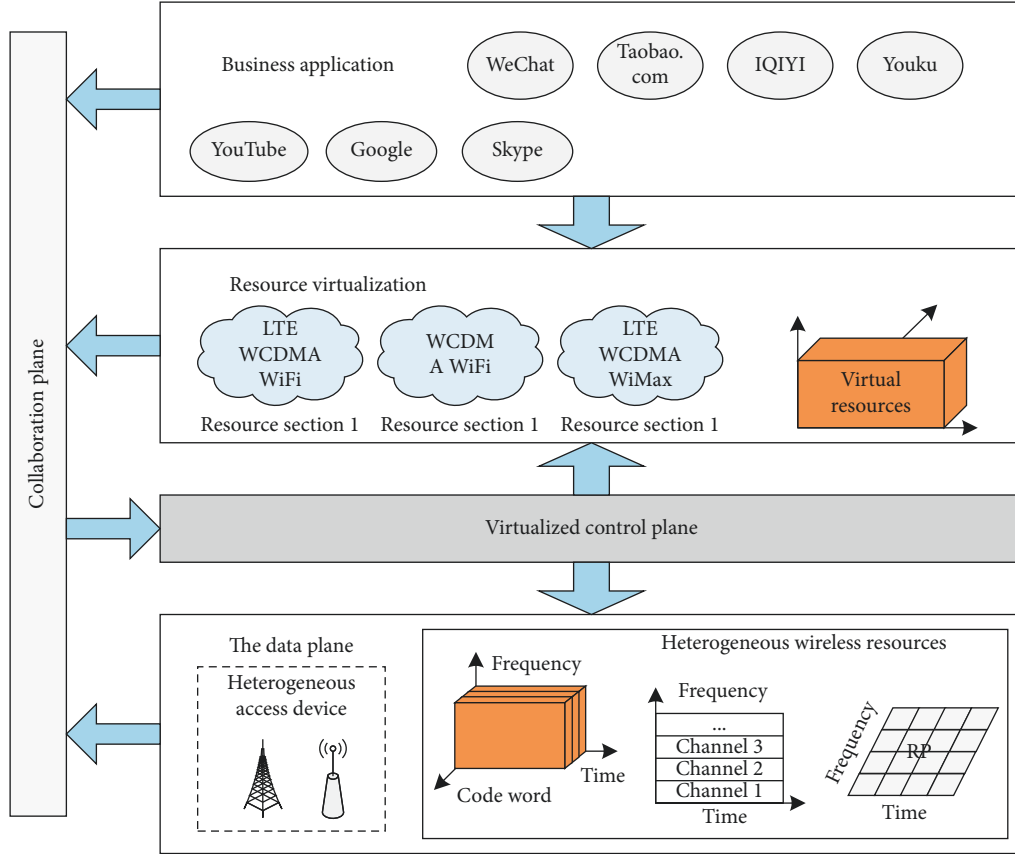 Collaboration plane
Business application
WeChat
Taobao.
com
IQIYI
Youku
YouTube
Google
Skype
Resource virtualization
LTE
WCDMA
WiFi
Resource section 1
WCDM
A WiFi
Resource section 1
LTE
WCDMA
WiMax
Resource section 1
Virtual
resources
Virtualized control plane
The data plane
Heterogeneous
access device
Heterogeneous wireless resources
Frequency
Time
Code word
Frequency
...
Channel 3
Channel 2
Channel 1
Time
Frequency
RP
Time